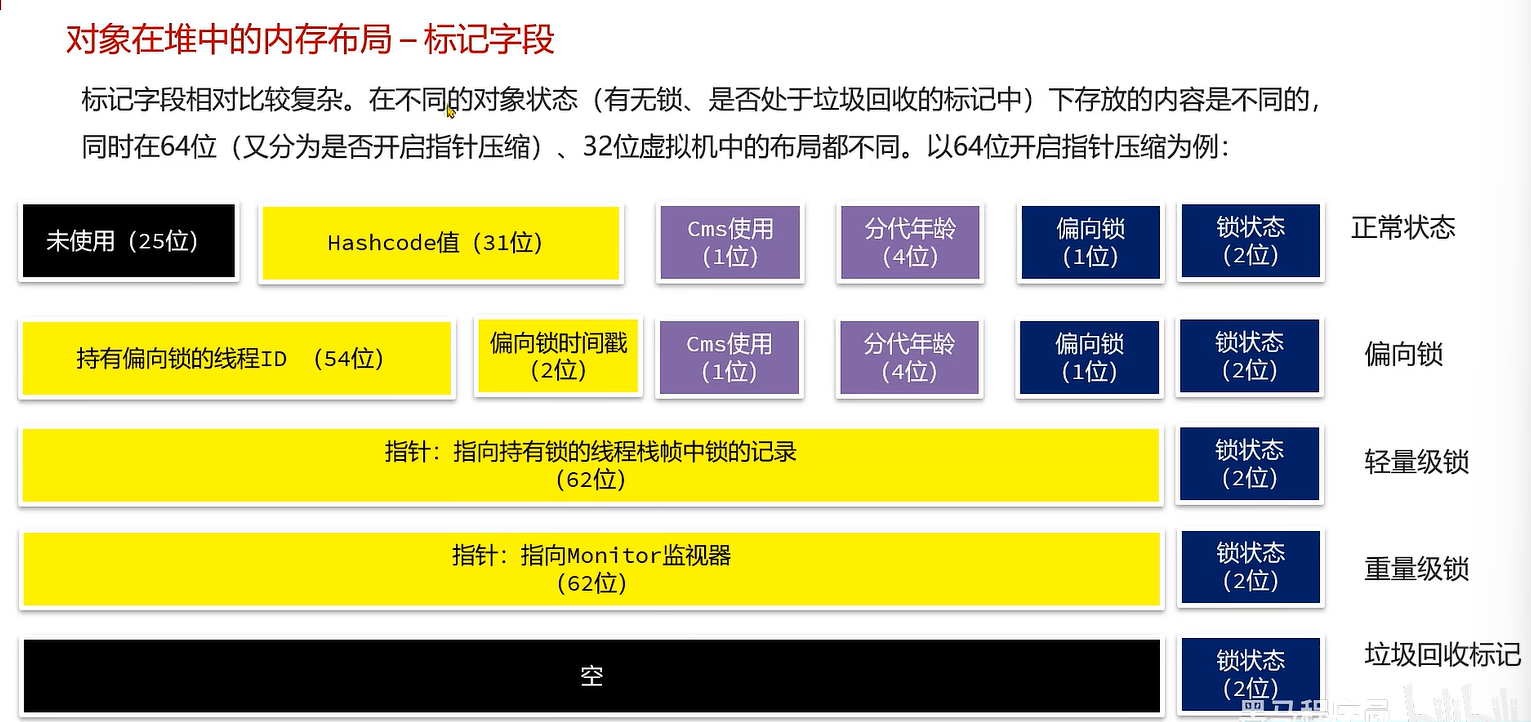 对象在堆中的内存布局 – 标记字段
标记字段相对比较复杂。在不同的对象状态（有无锁、是否处于垃圾回收的标记中）下存放的内容是不同的，
同时在64位（又分为是否开启指针压缩）、32位虚拟机中的布局都不同。以64位开启指针压缩为例：
未使用（25位）
Hashcode值（31位）
Cms使用
（1位）
分代年龄
（4位）
偏向锁
（1位）
锁状态
（2位）
正常状态
持有偏向锁的线程ID （54位）
偏向锁时间戳
（2位）
Cms使用
（1位）
分代年龄
（4位）
偏向锁
（1位）
锁状态
（2位）
偏向锁
指针：指向持有锁的线程栈帧中锁的记录
（62位）
锁状态
（2位）
轻量级锁
指针：指向Monitor监视器
（62位）
锁状态
（2位）
重量级锁
空
锁状态
（2位）
垃圾回收标记